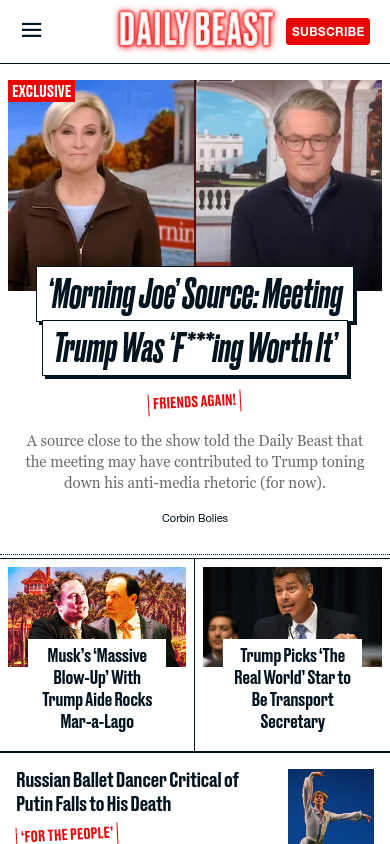 DAILY BEAST
SUBSCRIBE
EXCLUSIVE
‘Morning Joe’ Source: Meeting
Trump Was ‘F***ing Worth It’
FRIENDS AGAIN!
A source close to the show told the Daily Beast that
the meeting may have contributed to Trump toning
down his anti-media rhetoric (for now).
Corbin Bolies
Musk’s ‘Massive
Blow-Up’ With
Trump Aide Rocks
Mar-a-Lago
Trump Picks ‘The
Real World’ Star to
Be Transport
Secretary
Russian Ballet Dancer Critical of
Putin Falls to His Death
‘FOR THE PEOPLE’